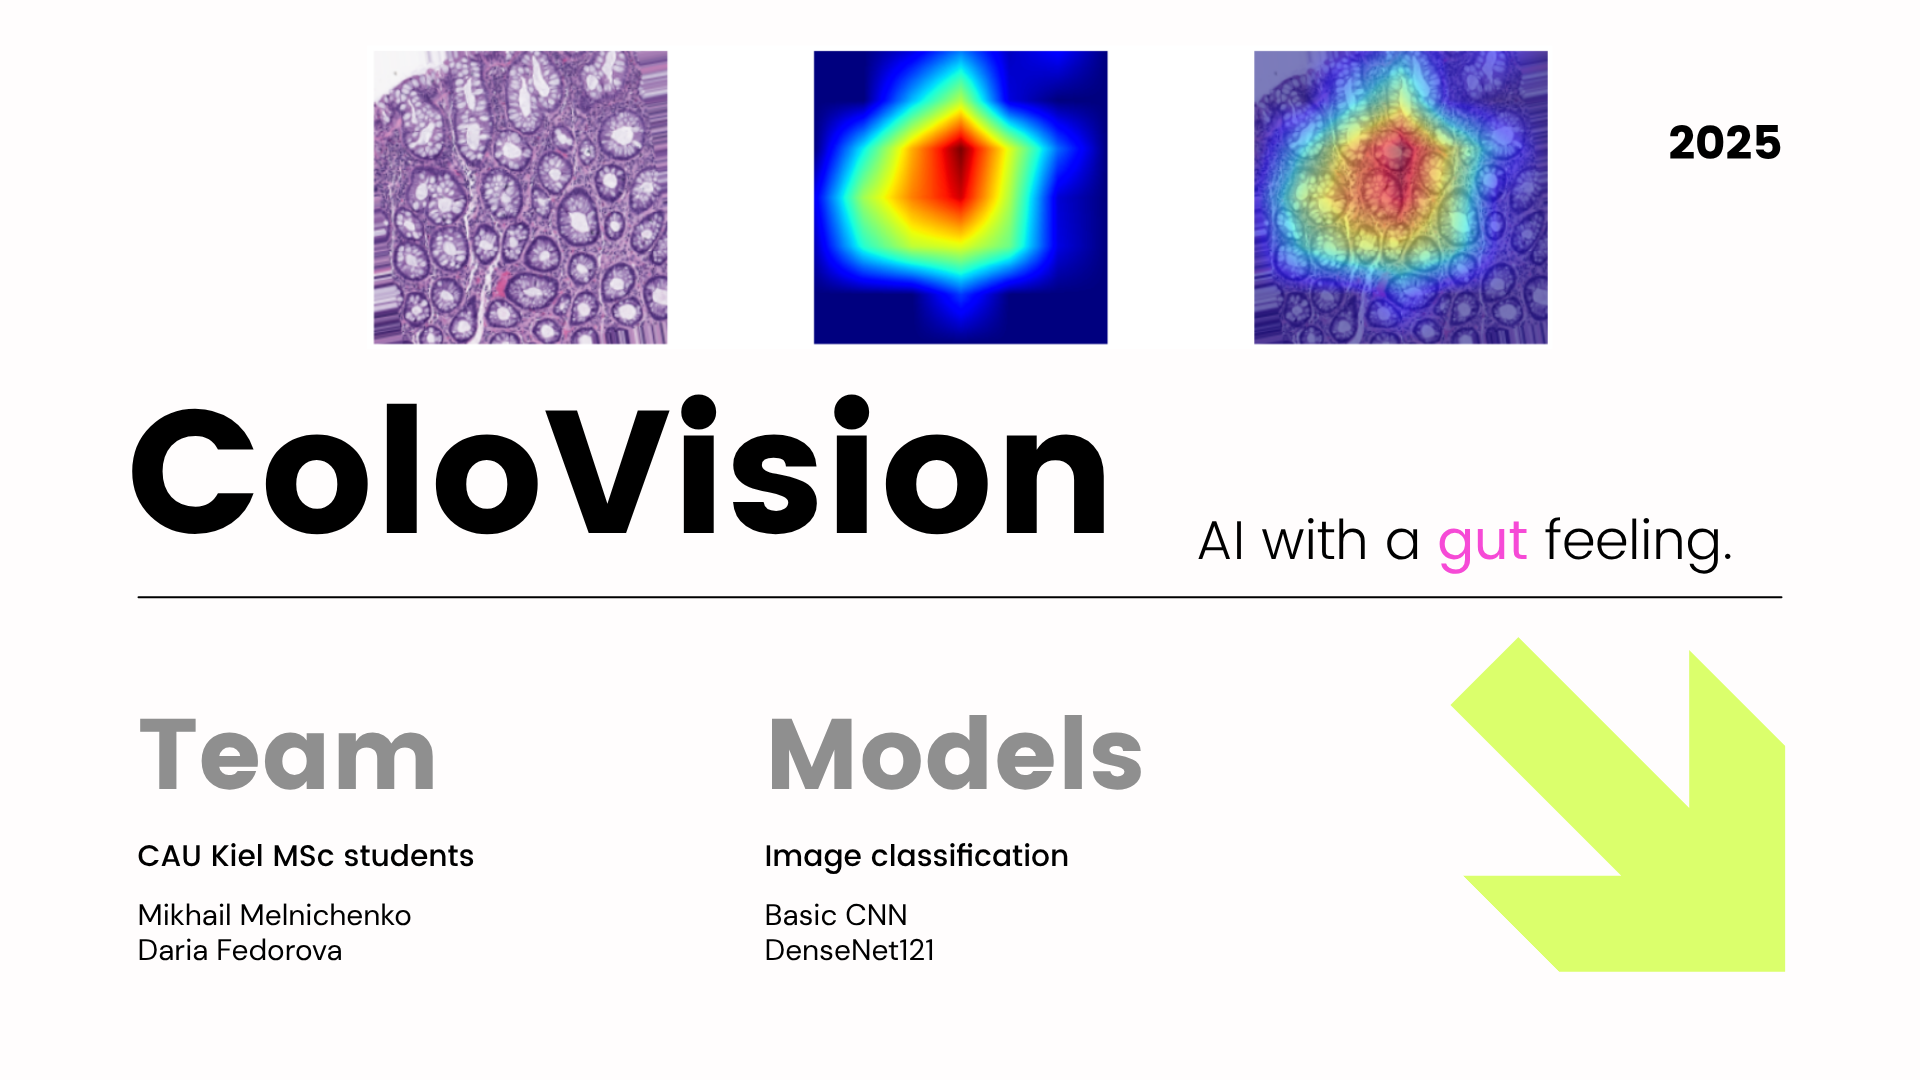 2025
ColoVision
AI with a gut feeling.
Team
CAU Kiel MSc students
Mikhail Melnichenko
Daria Fedorova
Models
Image classification
Basic CNN
DenseNet121